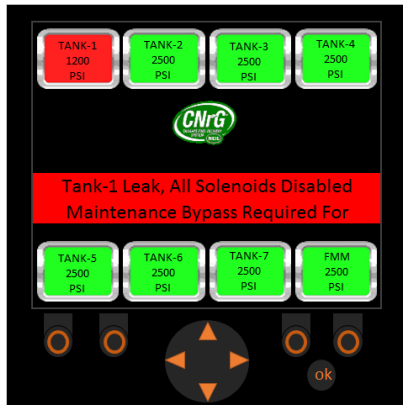 TANK-1
1200
PSI
TANK-2
2500
PSI
TANK-3
2500
PSI
TANK-4
2500
PSI
CNrG
Tank-1 Leak, All Solenoids Disabled
Maintenance Bypass Required For
TANK-5
2500
PSI
TANK-6
2500
PSI
TANK-7
2500
PSI
FMM
2500
PSI
ok